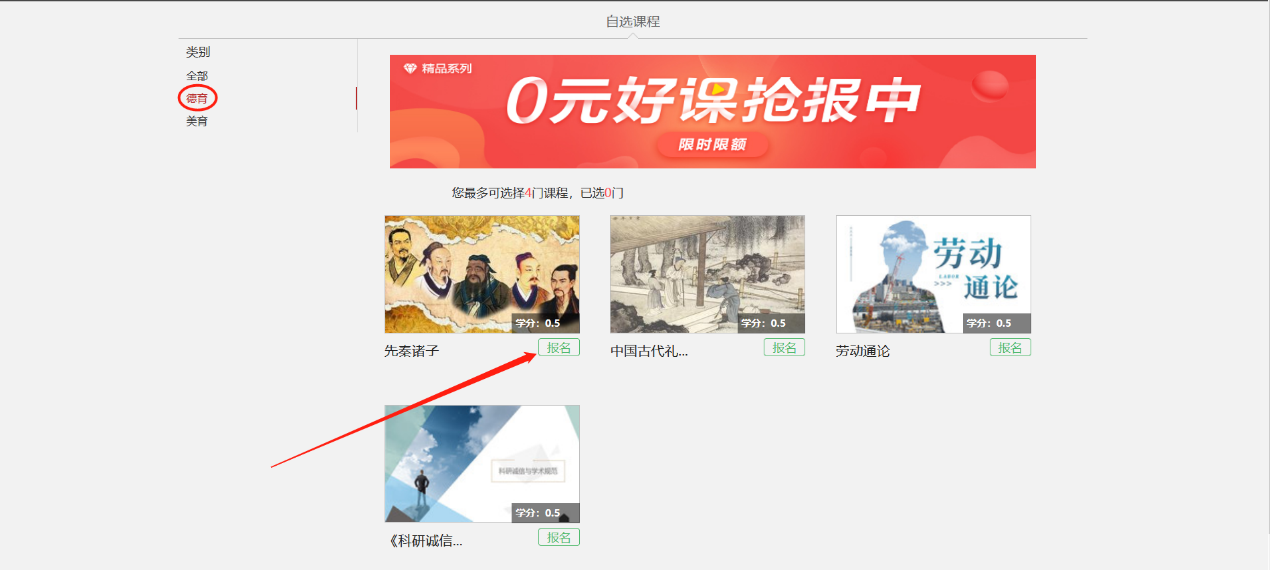 自选课程
类别
全部
德育
美育
精品系列
0元好课抢报中
限时限额
您最多可选择4门课程，已选0门
学分：0.5
先秦诸子
报名
学分：0.5
中国古代礼...
报名
劳动
LABOR
>>>
通论
学分：0.5
劳动通论
报名
科研诚信与学术规范
学分：0.5
《科研诚信...
报名